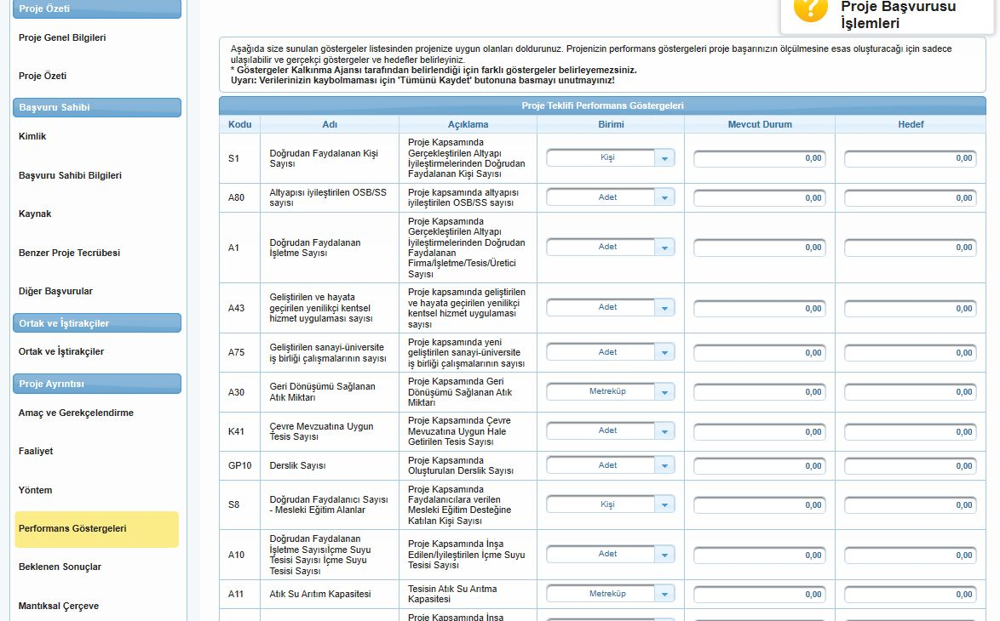 Proje Özeti
Proje Genel Bilgileri
Proje Özeti
Başvuru Sahibi
Kimlik
Başvuru Sahibi Bilgileri
Kaynak
Benzer Proje Tecrübesi
Diğer Başvurular
Ortak ve İştirakçiler
Ortak ve İştirakçiler
Proje Ayrıntısı
Amaç ve Gerekçelendirme
Faaliyet
Yöntem
Performans Göstergeleri
Beklenen Sonuçlar
Mantıksal Çerçeve
?
Proje Başvurusu
İşlemleri
Aşağıda size sunulan göstergeler listesinden projenize uygun olanları doldurunuz. Projenizin performans göstergeleri proje başarınızın ölçülmesine esas oluşturacağı için sadece
ulaşılabilir ve gerçekçi göstergeler ve hedefler belirleyiniz.
* Göstergeler Kalkınma Ajansı tarafından belirlendiği için farklı göstergeler belirleyemezsiniz.
Uyarı: Verilerinizin kaybolmaması için 'Tümünü Kaydet' butonuna basmayı unutmayınız!
Proje Teklifi Performans Göstergeleri
Kodu Adı Açıklama Birimi Mevcut Durum Hedef
S1
Doğrudan Faydalanan Kişi
Sayısı
Proje Kapsamında
Gerçekleştirilen Altyapı
İyileştirmelerinden Doğrudan
Faydalanan Kişi Sayısı
Kişi
0,00
0,00
A80
Altyapısı iyileştirilen OSB/SS
sayısı
Proje kapsamında altyapısı
iyileştirilen OSB/SS sayısı
Adet
0,00
0,00
A1
Doğrudan Faydalanan
İşletme Sayısı
Proje Kapsamında
Gerçekleştirilen Altyapı
İyileştirmelerinden Doğrudan
Faydalanan
Firma/İşletme/Tesis/Üretici
Sayısı
Adet
0,00
0,00
A43
Geliştirilen ve hayata
geçirilen yenilikçi kentsel
hizmet uygulaması sayısı
Proje kapsamında geliştirilen
ve hayata geçirilen yenilikçi
kentsel hizmet uygulaması
sayısı
Adet
0,00
0,00
A75
Geliştirilen sanayi-üniversite
iş birliği çalışmalarının sayısı
Proje kapsamında yeni
geliştirilen sanayi-üniversite
iş birliği çalışmalarının sayısı
Adet
0,00
0,00
A30
Geri Dönüşümü Sağlanan
Atık Miktarı
Proje Kapsamında Geri
Dönüşümü Sağlanan Atık
Miktarı
Metreküp
0,00
0,00
K41
Çevre Mevzuatına Uygun
Tesis Sayısı
Proje Kapsamında Çevre
Mevuzatına Uygun Hale
Getirilen Tesis Sayısı
Adet
0,00
0,00
GP10
Derslik Sayısı
Proje Kapsamında
Oluşturulan Derslik Sayısı
Adet
0,00
0,00
S8
Doğrudan Faydalanıcı Sayısı
- Mesleki Eğitim Alanlar
Proje Kapsamında
Faydalanıcılara verilen
Mesleki Eğitim Desteğine
Katılan Kişi Sayısı
Kişi
0,00
0,00
A10
Doğrudan Faydalanan
İşletme Sayısıİçme Suyu
Tesisi Sayısı İçme Suyu
Tesisi Sayısı
Proje Kapsamında İnşa
Edilen/İyileştirilen İçme Suyu
Tesisi Sayısı
Adet
0,00
0,00
A11
Atık Su Arıtım Kapasitesi
Tesisin Atık Su Arıtma
Kapasitesi
Metreküp
0,00
0,00
Proje Kapsamında İnşa